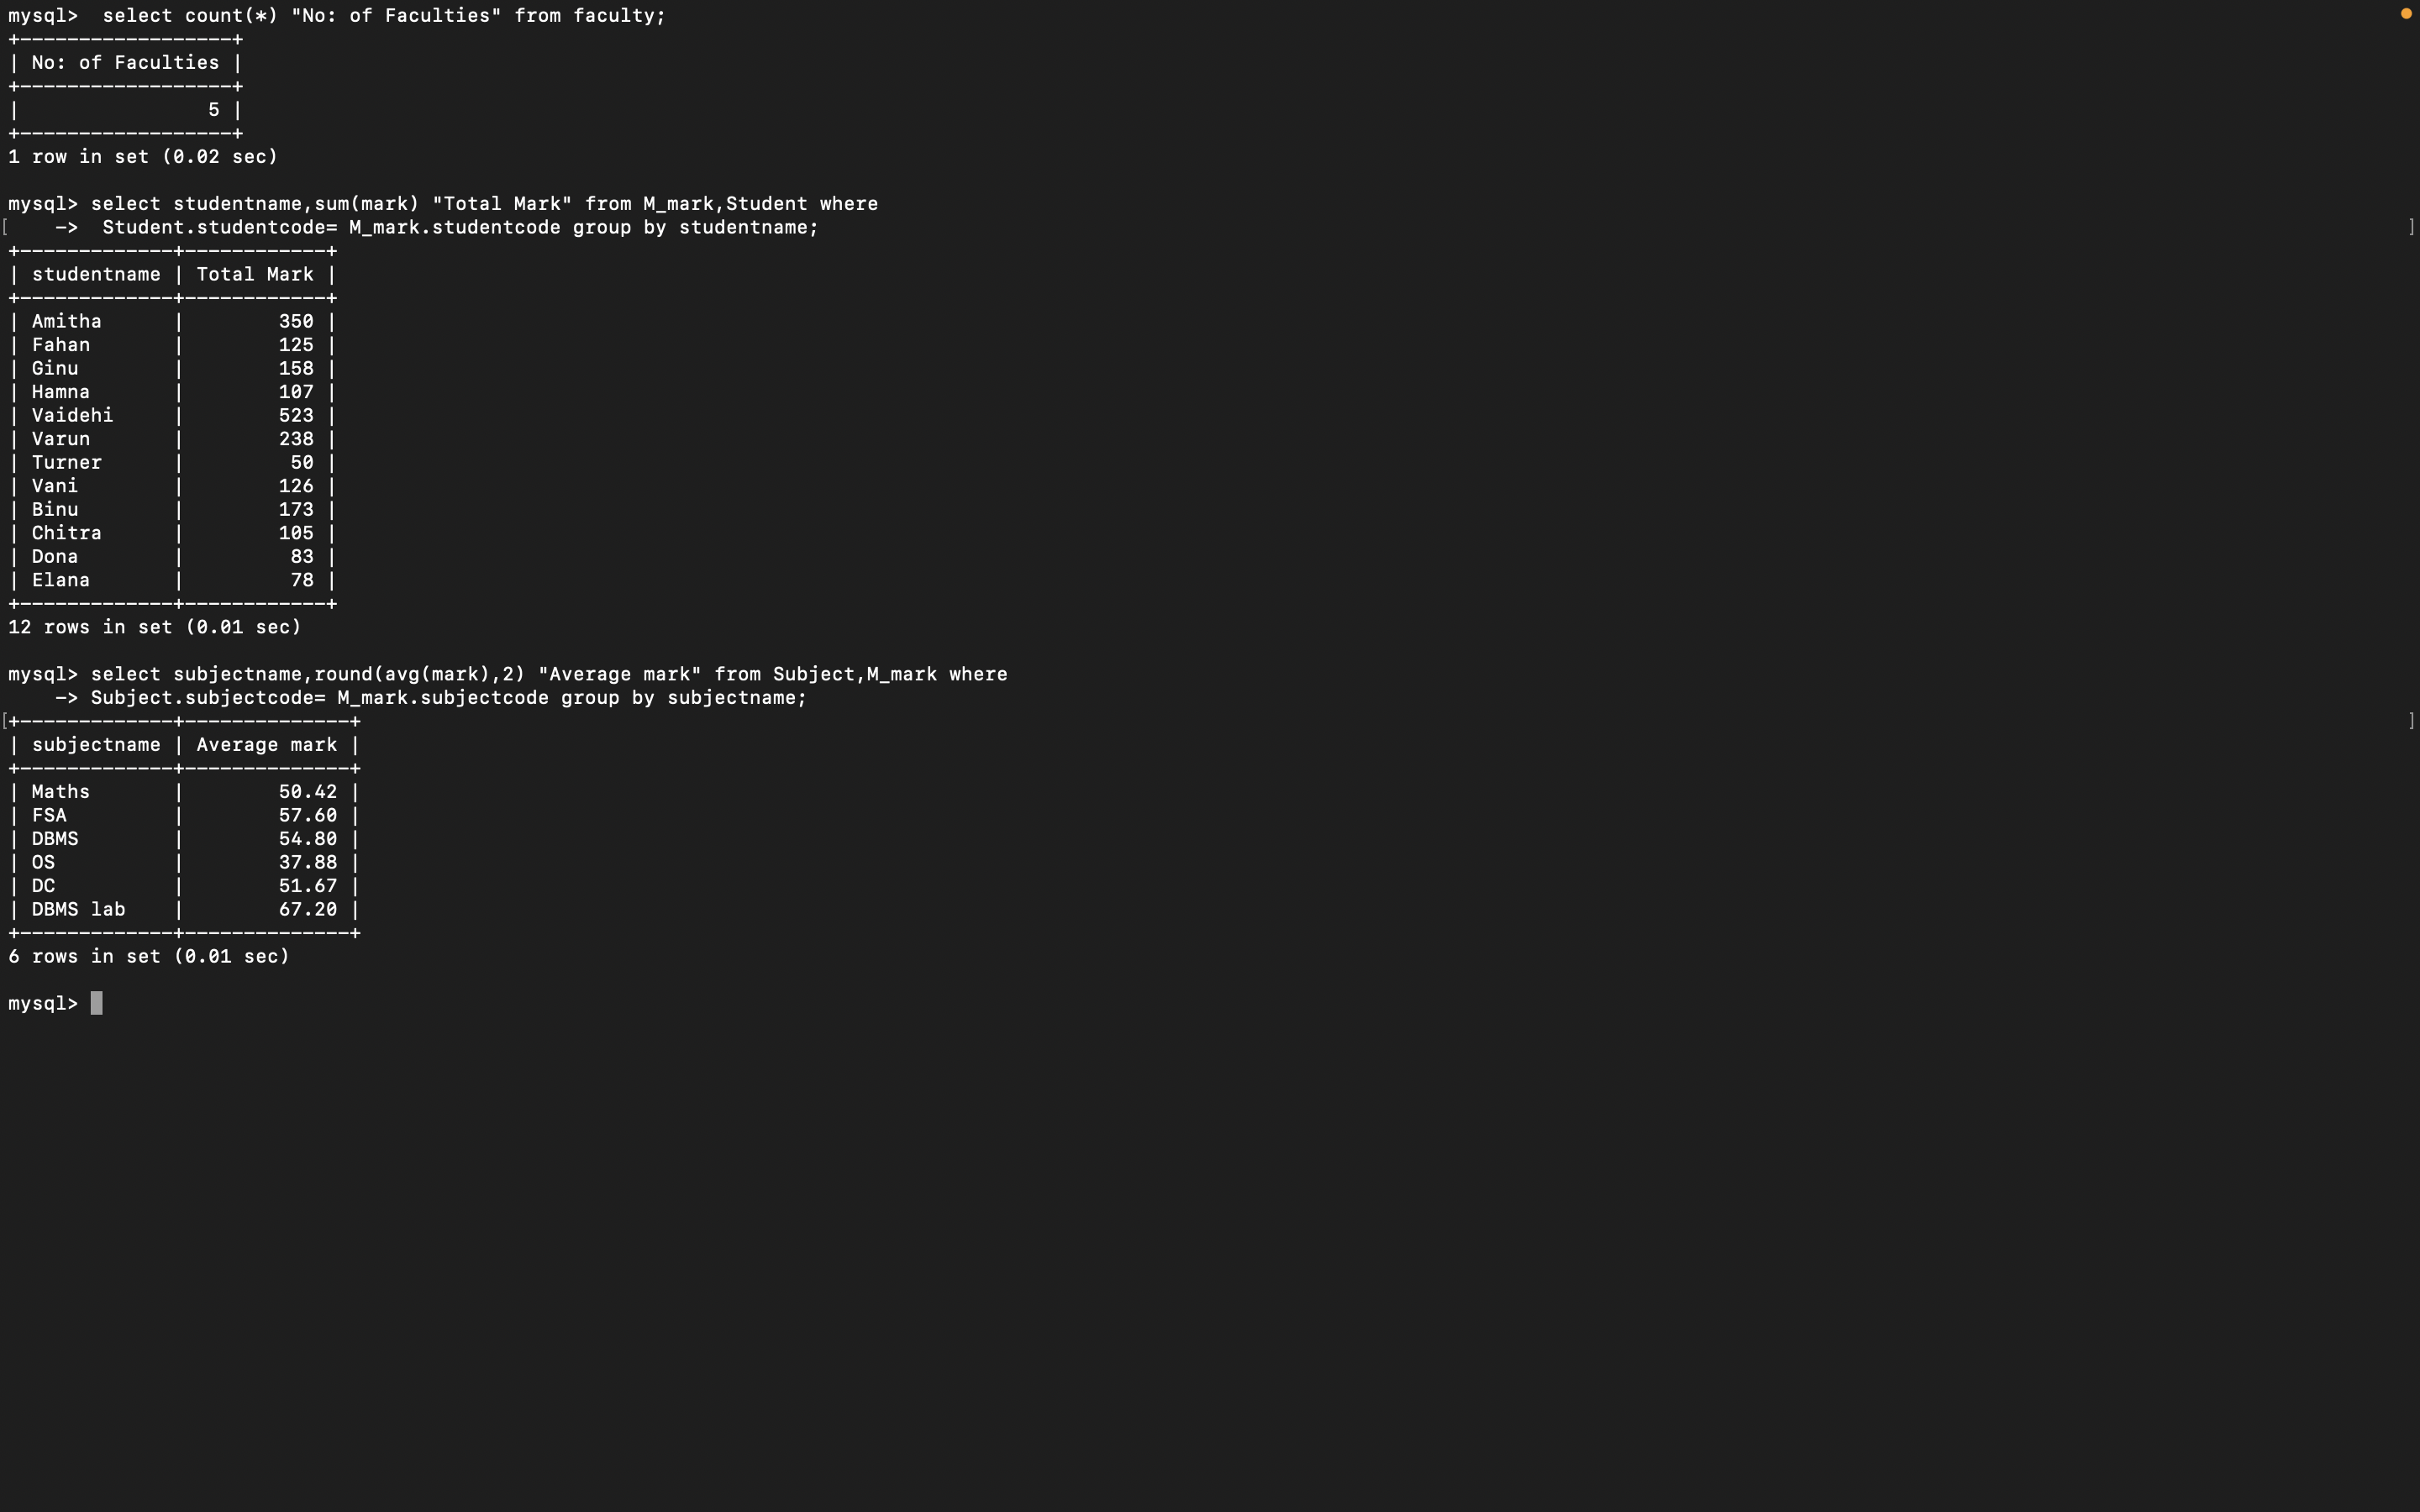 mysql>  select count(*) "No: of Faculties" from faculty;
+------------------+
| No: of Faculties |
+------------------+
|                5 |
+------------------+
1 row in set (0.02 sec)

mysql> select studentname,sum(mark) "Total Mark" from M_mark,Student where
[    ->  Student.studentcode= M_mark.studentcode group by studentname; ]
+-------------+------------+
| studentname | Total Mark |
+-------------+------------+
| Amitha      |        350 |
| Fahan       |        125 |
| Ginu        |        158 |
| Hamna       |        107 |
| Vaidehi     |        523 |
| Varun       |        238 |
| Turner      |         50 |
| Vani        |        126 |
| Binu        |        173 |
| Chitra      |        105 |
| Dona        |         83 |
| Elana       |         78 |
+-------------+------------+
12 rows in set (0.01 sec)

mysql> select subjectname,round(avg(mark),2) "Average mark" from Subject,M_mark where
    -> Subject.subjectcode= M_mark.subjectcode group by subjectname;
[+-------------+--------------+ ]
| subjectname | Average mark |
+-------------+--------------+
| Maths       |        50.42 |
| FSA         |        57.60 |
| DBMS        |        54.80 |
| OS          |        37.88 |
| DC          |        51.67 |
| DBMS lab    |        67.20 |
+-------------+--------------+
6 rows in set (0.01 sec)

mysql>